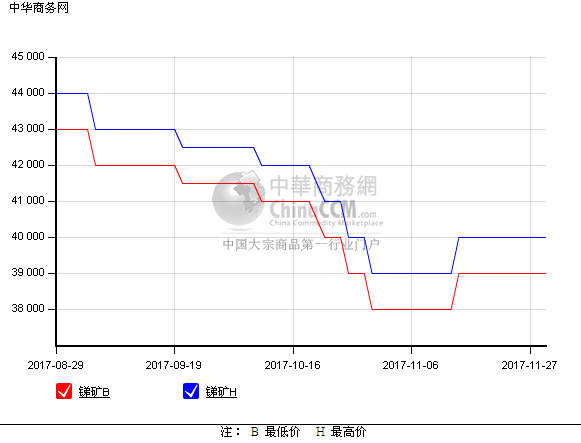 中华商务网
45 000
44 000
43 000
42 000
41 000
40 000
39 000
38 000
中華商務網
ChinaCCM.com
China Commodity Marketplace
中国大宗商品第一行业门户
2017-08-29
2017-09-19
2017-10-16
2017-11-06
2017-11-27
锑矿B
锑矿H
注： B 最低价 H 最高价